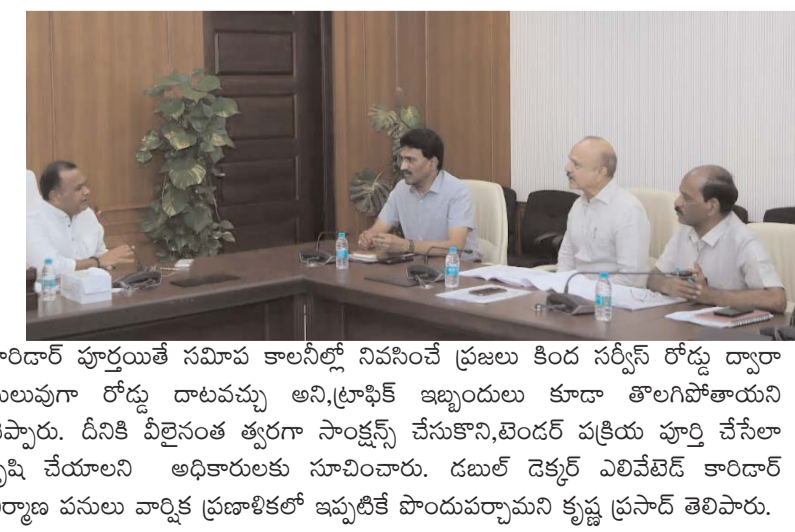 కారిడార్ పూర్తయితే సమీప కాలనీల్లో నివసించే ప్రజలు కింద సర్వీస్ రోడ్డు ద్వారా
సులువుగా రోడ్డు దాటవచ్చు అని,ట్రాఫిక్ ఇబ్బందులు కూడా తొలగిపోతాయని
చెప్పారు. దీనికి వీలైనంత త్వరగా సాంక్షన్స్ చేసుకొని,టెండర్ పక్రియ పూర్తి చేసేలా
కృషి చేయాలని అధికారులకు సూచించారు. డబుల్ డెక్కర్ ఎలివేటెడ్ కారిడార్
నిర్మాణ పనులు వార్షిక ప్రణాళికలో ఇప్పటికే పొందుపర్చామని కృష్ణ ప్రసాద్ తెలిపారు.